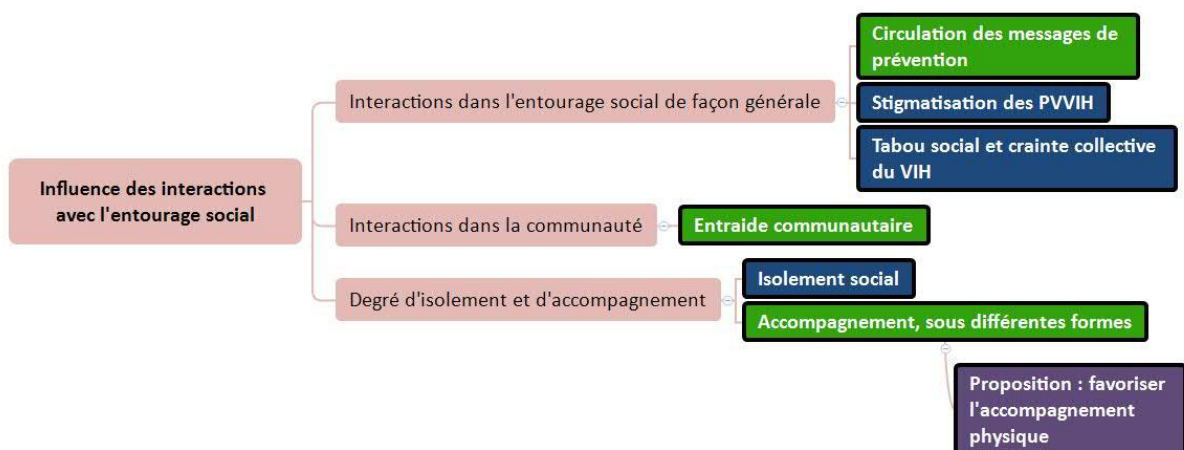 Circulation des messages de
prévention
Interactions dans l'entourage social de façon générale
Stigmatisation des PVVIH
Tabou social et crainte collective
du VIH
Influence des interactions
avec l'entourage social
Interactions dans la communauté
Entraide communautaire
Degré d'isolement et d'accompagnement
Isolement social
Accompagnement, sous différentes formes
Proposition : favoriser
l'accompagnement
physique